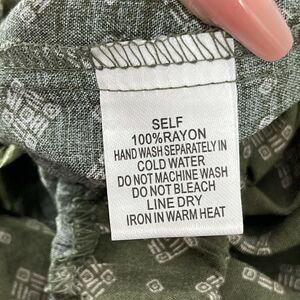 SELF
100%RAYON
HAND WASH SEPARATELY IN
COLD WATER
DO NOT MACHINE WASH
DO NOT BLEACH
LINE DRY
IRON IN WARM HEAT